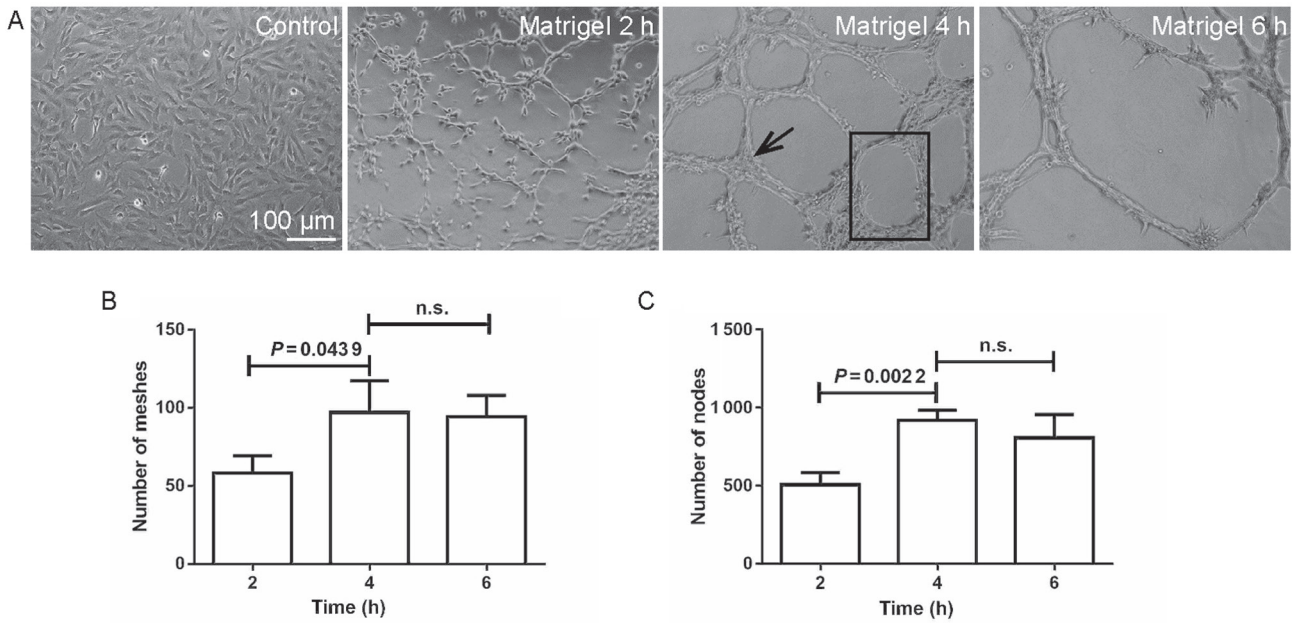 A
Control
Matrigel 2 h
Matrigel 4 h
Matrigel 6 h
100 µm
B
Number of meshes
150
100
50
0
P=0.0439
n.s.
2 4 6
Time (h)
C
Number of nodes
1 500
1 000
500
0
P=0.0022
n.s.
2 4 6
Time (h)